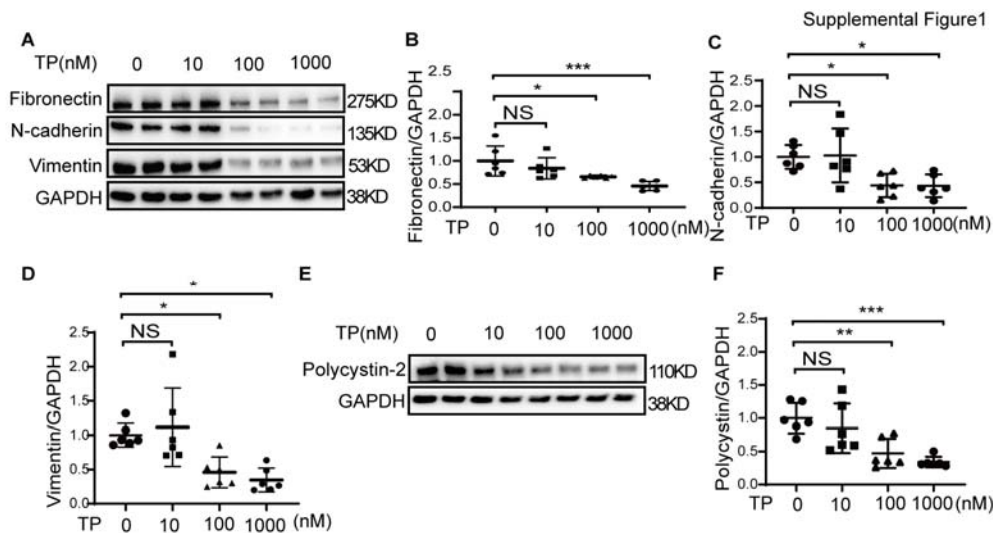 Supplemental Figure1
A
TP(nM) 0 10 100 1000
Fibronectin 275KD
N-cadherin 135KD
Vimentin 53KD
GAPDH 38KD
B
Fibronectin/GAPDH
2.5
2.0
1.5
1.0
0.5
0.0
***
*
NS
TP 0 10 100 1000 (nM)
C
N-cadherin/GAPDH
2.5
2.0
1.5
1.0
0.5
0.0
*
*
NS
TP 0 10 100 1000 (nM)
D
Vimentin/GAPDH
2.5
2.0
1.5
1.0
0.5
0.0
*
*
NS
TP 0 10 100 1000 (nM)
E
TP(nM)
0 10 100 1000
Polycystin-2 110KD
GAPDH 38KD
F
Polycystin/GAPDH
2.5
2.0
1.5
1.0
0.5
0.0
***
**
NS
TP 0 10 100 1000 (nM)